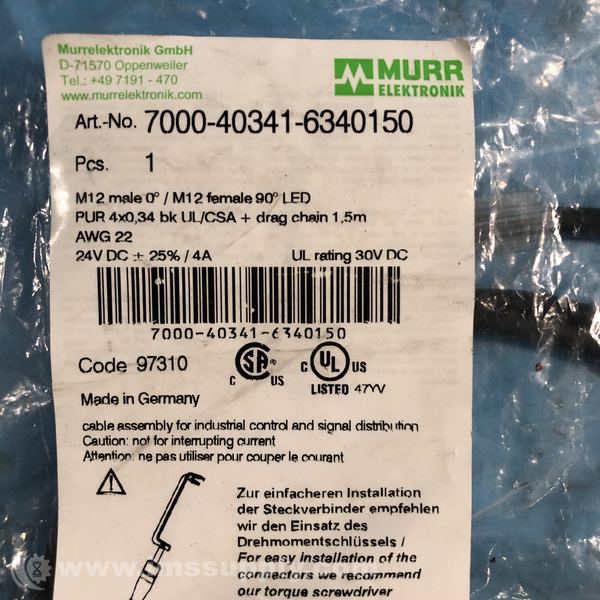 Murrelektronik GmbH
D-71570 Oppenweiler
Tel.: +49 7191 - 470
www.murrelektronik.com
MURR
ELEKTRONIK
Art.-No. 7000-40341-6340150
Pcs. 1
M12 male 0° / M12 female 90° LED
PUR 4x0,34 bk UL/CSA + drag chain 1,5m
AWG 22
24V DC ± 25% / 4A UL rating 30V DC
7000-40341-6340150
Code 97310
C SA ® C US
C UL ® US
LISTED 47YV
Made in Germany
cable assembly for industrial control and signal distribution
Caution: not for interrupting current
Attention: ne pas utiliser pour couper le courant
Zur einfacheren Installation
der Steckverbinder empfehlen
wir den Einsatz des
Drehmomentschlüssels /
For easy installation of the
connectors we recommend
our torque screwdriver